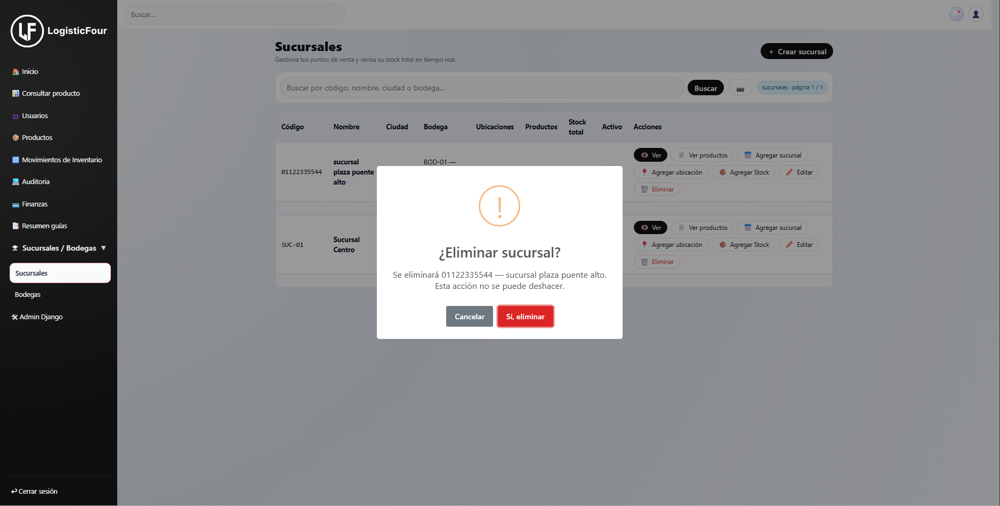 LF LogisticFour
Inicio
Consultar producto
Usuarios
Productos
Movimientos de Inventario
Auditoria
Finanzas
Resumen guías
Sucursales / Bodegas ▼
Sucursales
Bodegas
Admin Django
Cerrar sesión
Buscar...
Sucursales
Gestiona tus puntos de venta y revisa su stock total en tiempo real.
+ Crear sucursal
Buscar por código, nombre, ciudad o bodega...
Buscar
sucursales · página 1 / 1
Código Nombre Ciudad Bodega Ubicaciones Productos Stock total Activo Acciones
01122335544
sucursal
plaza puente
alto
BOD-01 —
Ver Ver productos Agregar sucursal
Agregar ubicación Agregar Stock Editar
Eliminar
SUC-01
Sucursal
Centro
Ver Ver productos Agregar sucursal
Agregar ubicación Agregar Stock Editar
Eliminar
!
¿Eliminar sucursal?
Se eliminará 01122335544 — sucursal plaza puente alto.
Esta acción no se puede deshacer.
Cancelar Sí, eliminar